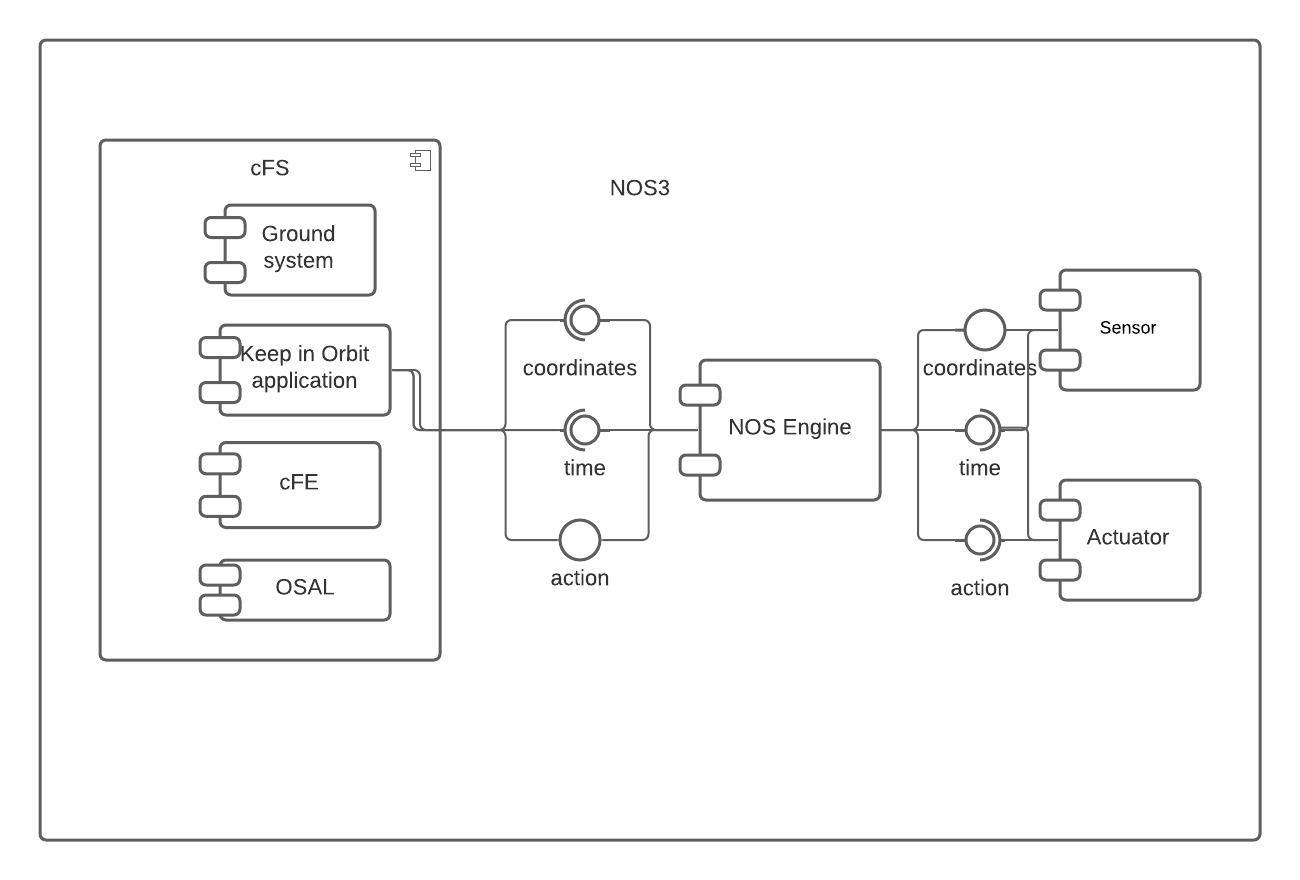 cFS
NOS3
Ground
system
Keep in Orbit
application
cFE
OSAL
coordinates
time
action
NOS Engine
coordinates
time
action
Sensor
Actuator